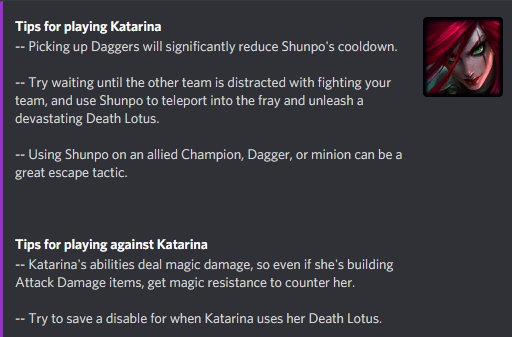 Tips for playing Katarina
-- Picking up Daggers will significantly reduce Shunpo's cooldown.
-- Try waiting until the other team is distracted with fighting your
team, and use Shunpo to teleport into the fray and unleash a
devastating Death Lotus.
-- Using Shunpo on an allied Champion, Dagger, or minion can be a
great escape tactic.
Tips for playing against Katarina
-- Katarina's abilities deal magic damage, so even if she's building
Attack Damage items, get magic resistance to counter her.
-- Try to save a disable for when Katarina uses her Death Lotus.